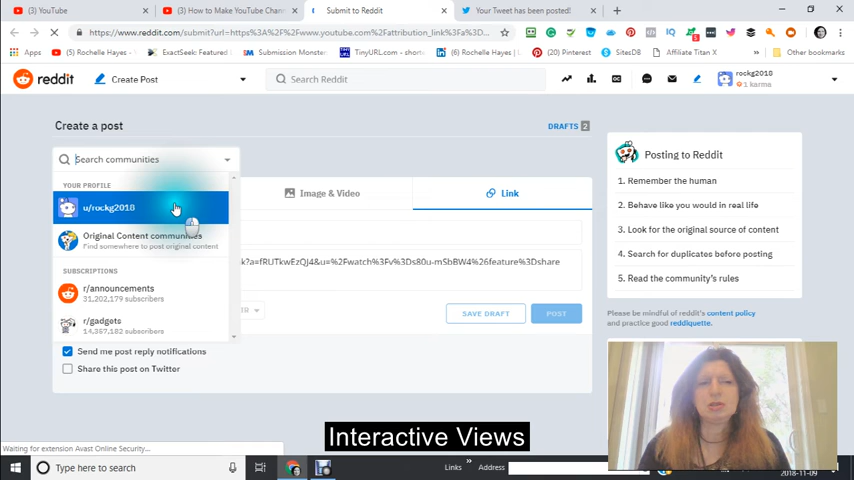 (3) YouTube
(3) How to Make YouTube Chan
Submit to Reddit
Your Tweet has been posted!
https://www.reddit.com/submit?url=https%3A%2F%2Fwww.youtube.com%2Fattribution_link%3Fa%3D...
Apps
(5) Rochelle Hayes |
ExactSeek: Featured
Submission Monster
TinyURL.com - shorte
(5) Rochelle Hayes |
(20) Pinterest
SitesDB
Affiliate Titan X
Other bookmarks
reddit
Create Post
Search Reddit
rockg2018
1 karma
Create a post
DRAFTS 2
Search communities
YOUR PROFILE
u/rockg2018
Original Content communities
Find somewhere to post original content
SUBSCRIPTIONS
r/announcements
31,202,179 subscribers
r/gadgets
14,357,182 subscribers
Image & Video
Link
k?a=fRUTkwEzQJ4&u=%2Fwatch%3Fv%3Ds80u-mSbBW4%26feature%3Dshare
SAVE DRAFT
POST
Send me post reply notifications
Share this post on Twitter
Posting to Reddit
1. Remember the human
2. Behave like you would in real life
3. Look for the original source of content
4. Search for duplicates before posting
5. Read the community's rules
Please be mindful of reddit's content policy
and practice good reddiquette.
Interactive Views
Waiting for extension Avast Online Security...
Type here to search
Links
Address
2018-11-09